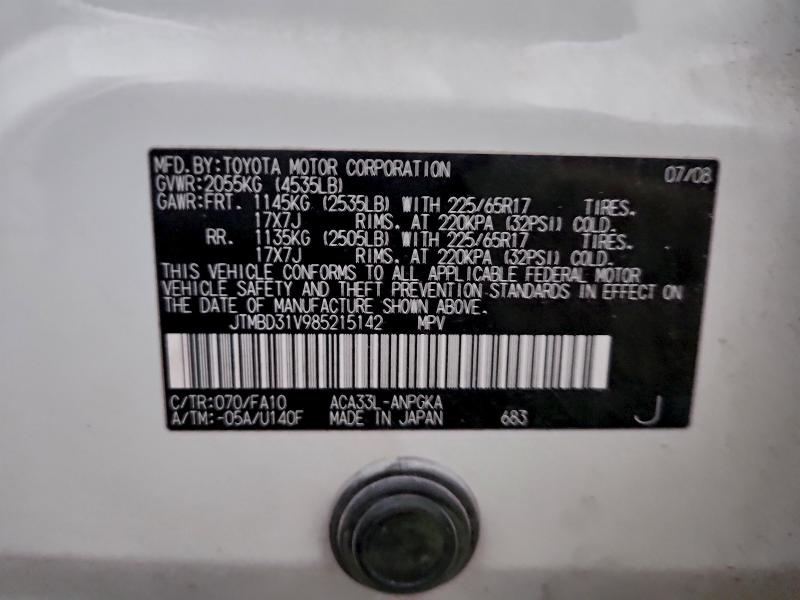 MFD. BY: TOYOTA MOTOR CORPORATION 07/08
GVWR: 2055KG (4535LB)
GAWR: FRT. 1145KG (2535LB) WITH 225/65R17 TIRES.
17X7J RIMS. AT 220KPA (32PSI) COLD.
RR. 1135KG (2505LB) WITH 225/65R17 TIRES.
17X7J RIMS. AT 220KPA (32PSI) COLD.
THIS VEHICLE CONFORMS TO ALL APPLICABLE FEDERAL MOTOR
VEHICLE SAFETY AND THEFT PREVENTION STANDARDS IN EFFECT ON
THE DATE OF MANUFACTURE SHOWN ABOVE.
JTMBD31V985215142 MPV
C/TR: 070/FA10 ACA33L-ANPGKA
A/TM: -05A/U140F MADE IN JAPAN 683 J